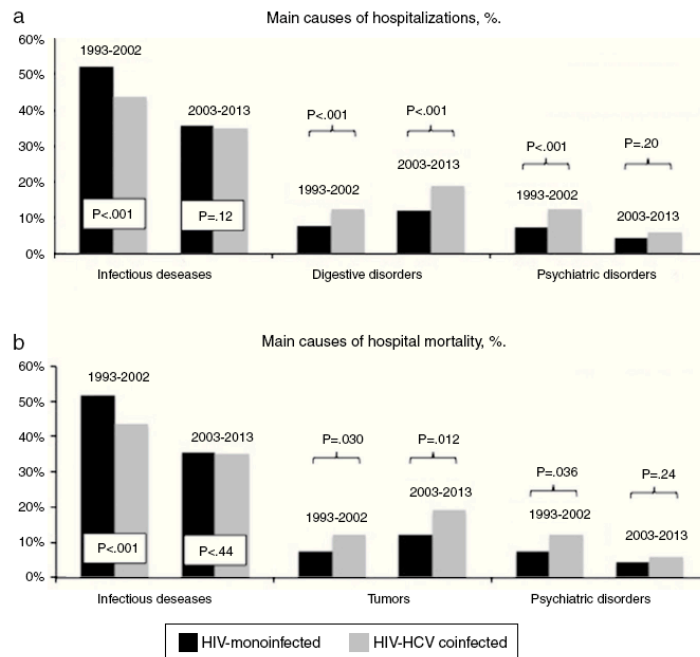 a
Main causes of hospitalizations, %.
60%
50%
40%
30%
20%
10%
0%
1993-2002
2003-2013
P<.001
P=.12
P<.001
P<.001
1993-2002
2003-2013
P<.001
P=.20
1993-2002
2003-2013
Infectious deseases
Digestive disorders
Psychiatric disorders
b
Main causes of hospital mortality, %.
60%
50%
40%
30%
20%
10%
0%
1993-2002
2003-2013
P<.001
P<.44
P=.030
P=.012
1993-2002
2003-2013
P=.036
P=.24
1993-2002
2003-2013
Infectious deseases
Tumors
Psychiatric disorders
HIV-monoinfected
HIV-HCV coinfected